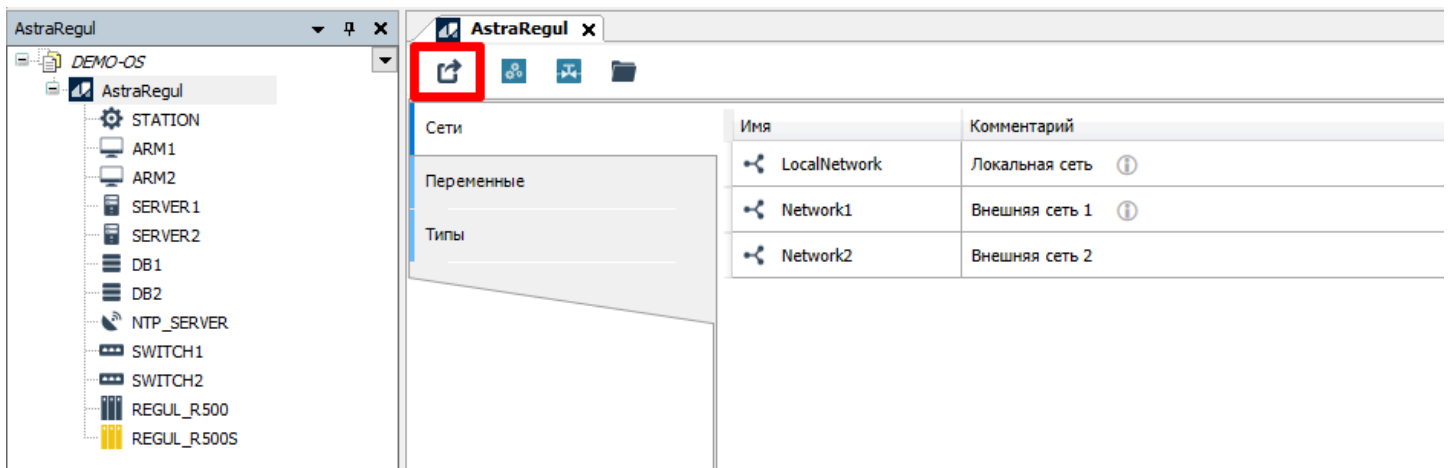 AstraRegul
DEMO-OS
AstraRegul
STATION
ARM1
ARM2
SERVER1
SERVER2
DB1
DB2
NTP_SERVER
SWITCH1
SWITCH2
REGUL_R500
REGUL_R500S
AstraRegul
Сети
Переменные
Типы
Имя Комментарий
LocalNetwork Локальная сеть
Network1 Внешняя сеть 1
Network2 Внешняя сеть 2